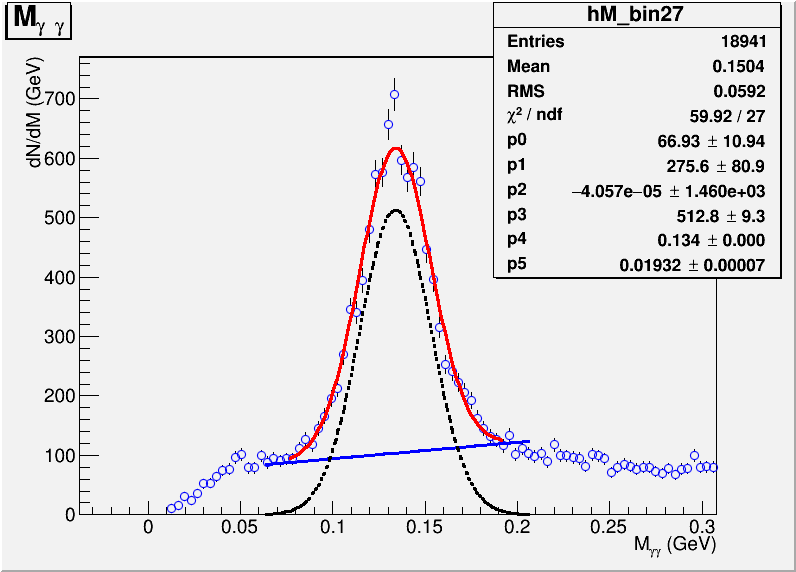 M_γ γ
hM_bin27
Entries 18941
Mean 0.1504
RMS 0.0592
χ² / ndf 59.92 / 27
p0 66.93 ± 10.94
p1 275.6 ± 80.9
p2 −4.057e−05 ± 1.460e+03
p3 512.8 ± 9.3
p4 0.134 ± 0.000
p5 0.01932 ± 0.00007
dN/dM (GeV)
700
600
500
400
300
200
100
0
0 0.05 0.1 0.15 0.2 0.25 0.3
M_γγ (GeV)